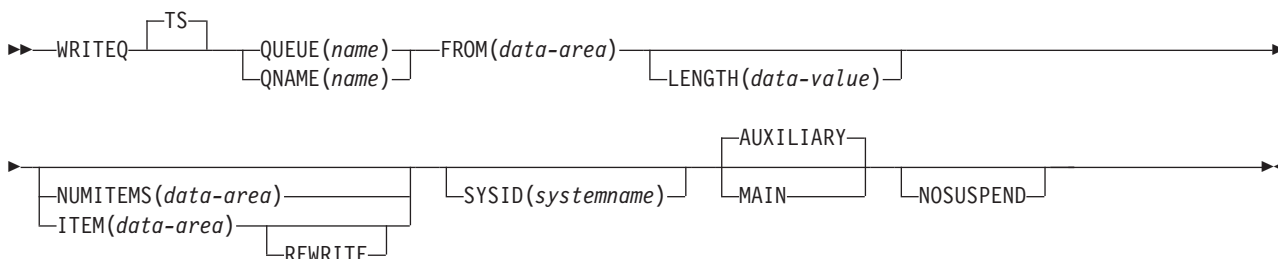 TS
WRITEQ QUEUE(name) FROM(data-area)
QNAME(name) LENGTH(data-value)
AUXILIARY
NUMITEMS(data-area) SYSID(systemname) MAIN NOSUSPEND
ITEM(data-area)
REWRITE